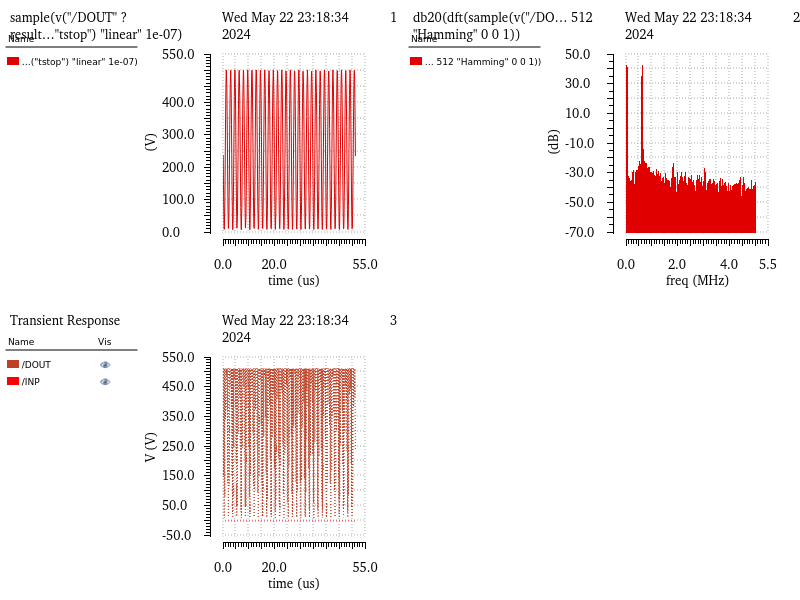 sample(v("/DOUT" ?
result..."tstop") "linear" 1e-07)
Name
...("tstop") "linear" 1e-07)
Wed May 22 23:18:34
2024
1
550.0
400.0
300.0
200.0
100.0
0.0
(V)
0.0 20.0 55.0
time (us)
db20(dft(sample(v("/DO... 512
"Hamming" 0 0 1))
Name
... 512 "Hamming" 0 0 1))
Wed May 22 23:18:34
2024
2
50.0
30.0
10.0
-10.0
-30.0
-50.0
-70.0
(dB)
0.0 2.0 4.0 5.5
freq (MHz)
Transient Response
Name Vis
/DOUT
/INP
Wed May 22 23:18:34
2024
3
550.0
450.0
350.0
250.0
150.0
50.0
-50.0
V (V)
0.0 20.0 55.0
time (us)